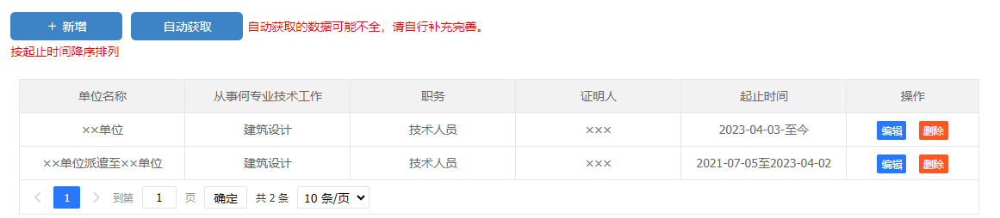 + 新增 自动获取 自动获取的数据可能不全，请自行补充完善。
按起止时间降序排列
单位名称 从事何专业技术工作 职务 证明人 起止时间 操作
××单位 建筑设计 技术人员 ××× 2023-04-03-至今 编辑 删除
××单位派遣至××单位 建筑设计 技术人员 ××× 2021-07-05至2023-04-02 编辑 删除
1 到第 1 页 确定 共 2 条 10 条/页